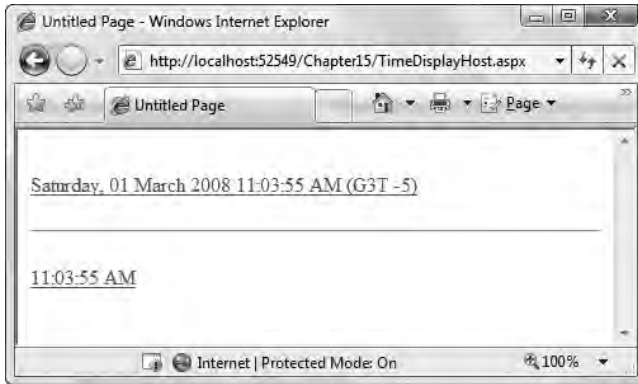 Untitled Page - Windows Internet Explorer
http://localhost:52549/Chapter15/TimeDisplayHost.aspx
Untitled Page
Page
Saturday, 01 March 2008 11:03:55 AM (G3T -5)
11:03:55 AM
Internet | Protected Mode: On
100%